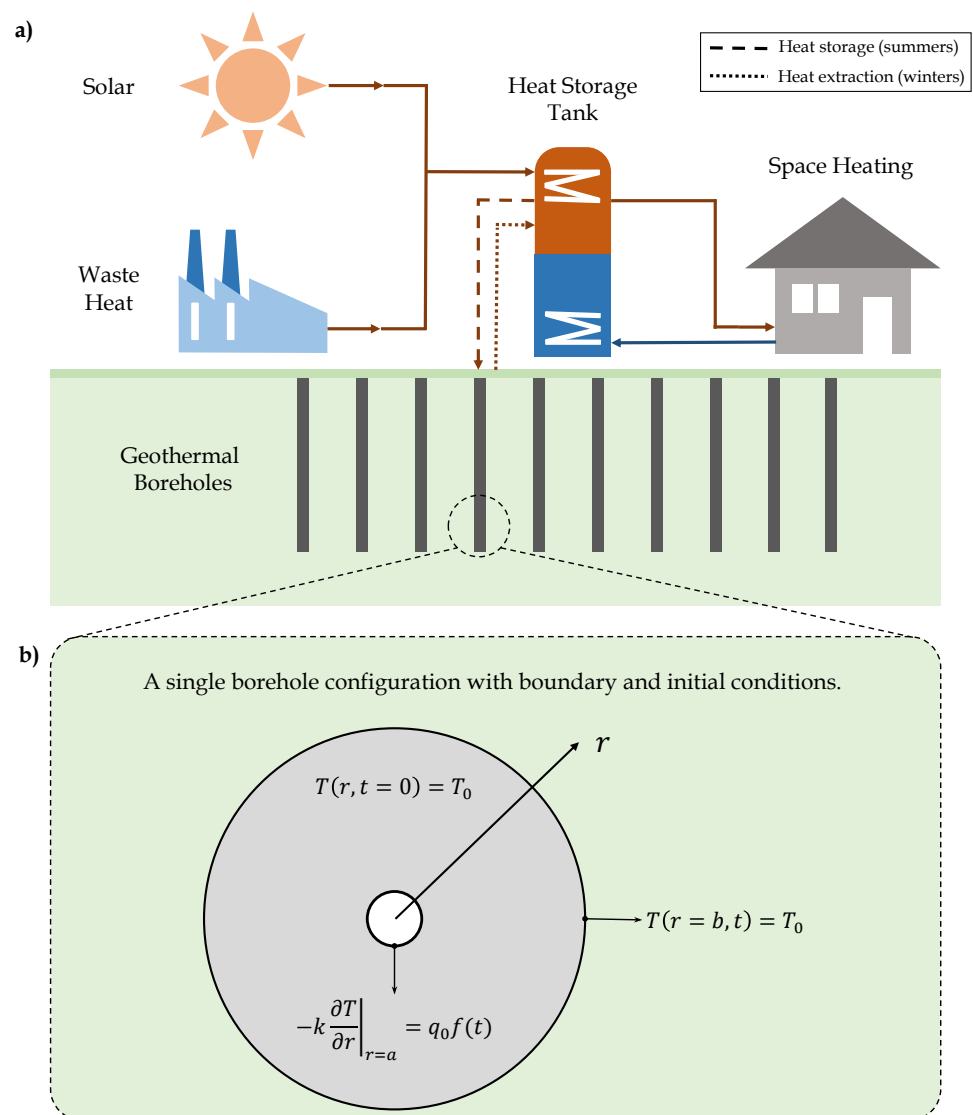 a)
Heat storage (summers)
Heat extraction (winters)
Solar
Heat Storage
Tank
Space Heating
Waste
Heat
Geothermal
Boreholes
b)
A single borehole configuration with boundary and initial conditions.
r
T(r, t = 0) = T₀
T(r = b, t) = T₀
−k ∂T/∂r|ᵣ₌ₐ = q₀f(t)